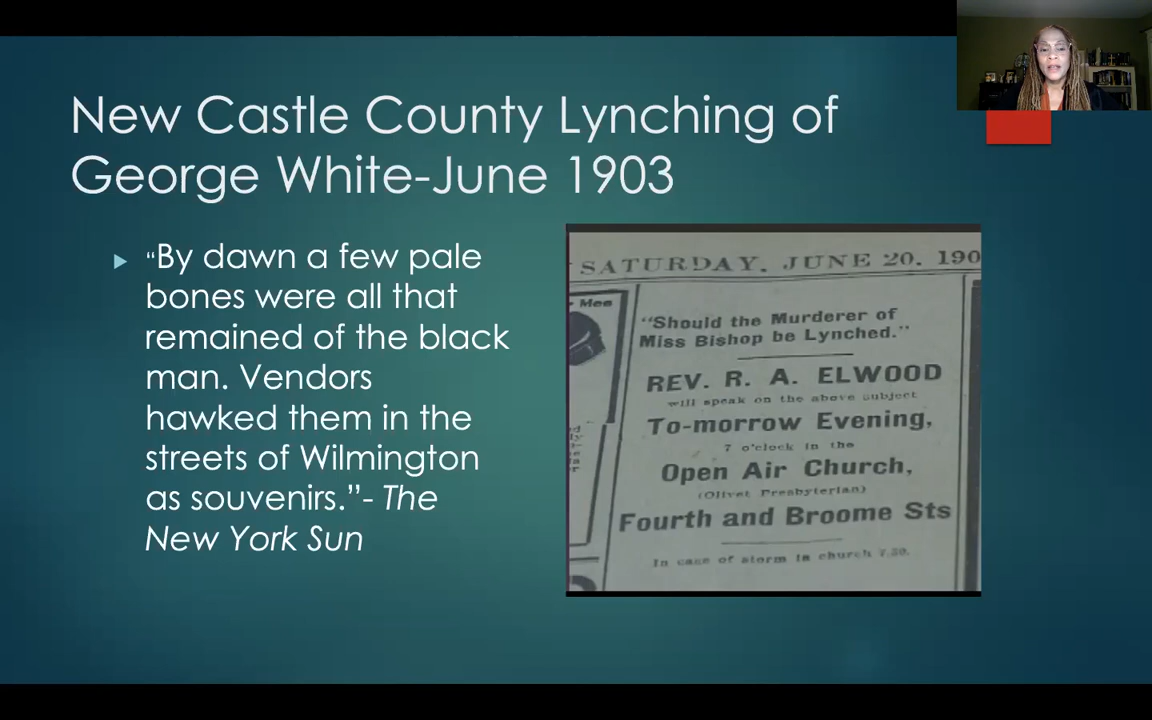 New Castle County Lynching of
George White-June 1903
“By dawn a few pale
bones were all that
remained of the black
man. Vendors
hawked them in the
streets of Wilmington
as souvenirs.”- The
New York Sun
SATURDAY, JUNE 20, 190
Mee
“Should the Murderer of
Miss Bishop be Lynched.”
REV. R. A. ELWOOD
will speak on the above subject
To-morrow Evening,
7 o'clock in the
Open Air Church,
(Olivet Presbyterian)
Fourth and Broome Sts
In case of storm in church 7.30.